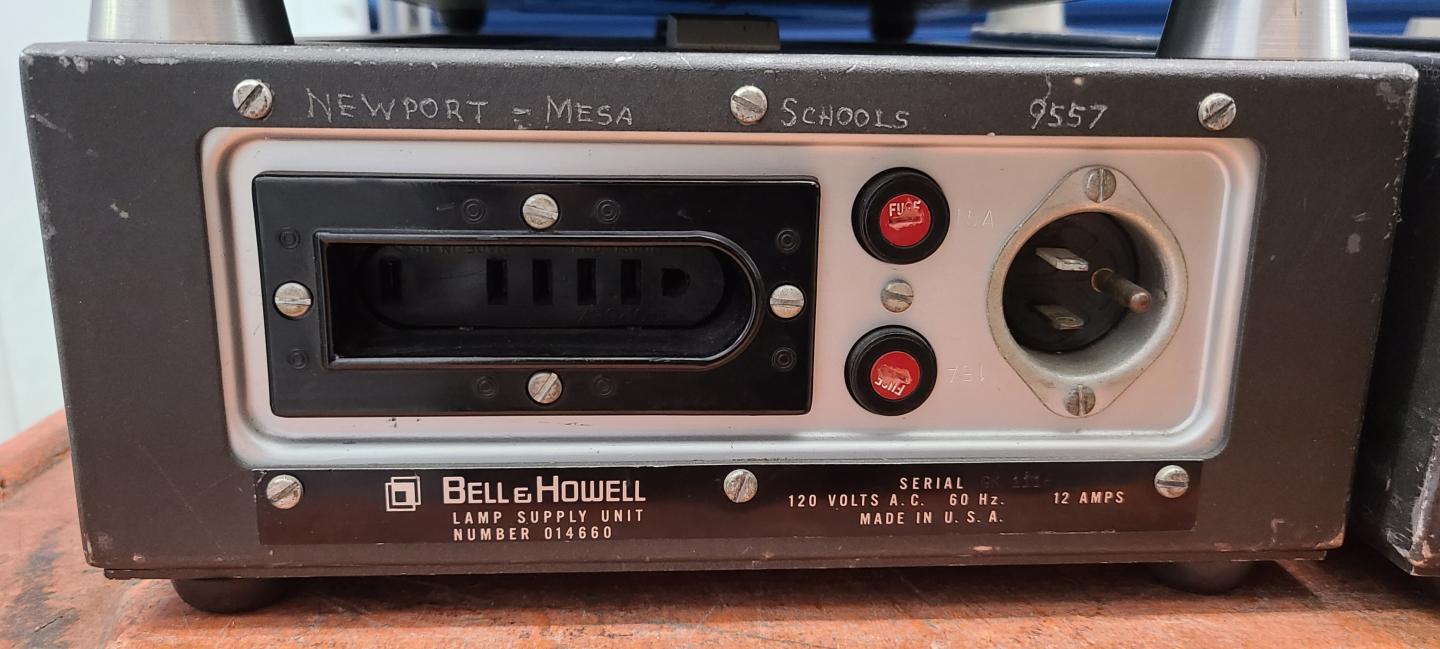 NEWPORT - MESA SCHOOLS 9557
FUSE
15A
FUSE
15A
BELL & HOWELL
LAMP SUPPLY UNIT
NUMBER 014660
SERIAL
120 VOLTS A.C. 60 Hz. 12 AMPS
MADE IN U.S.A.